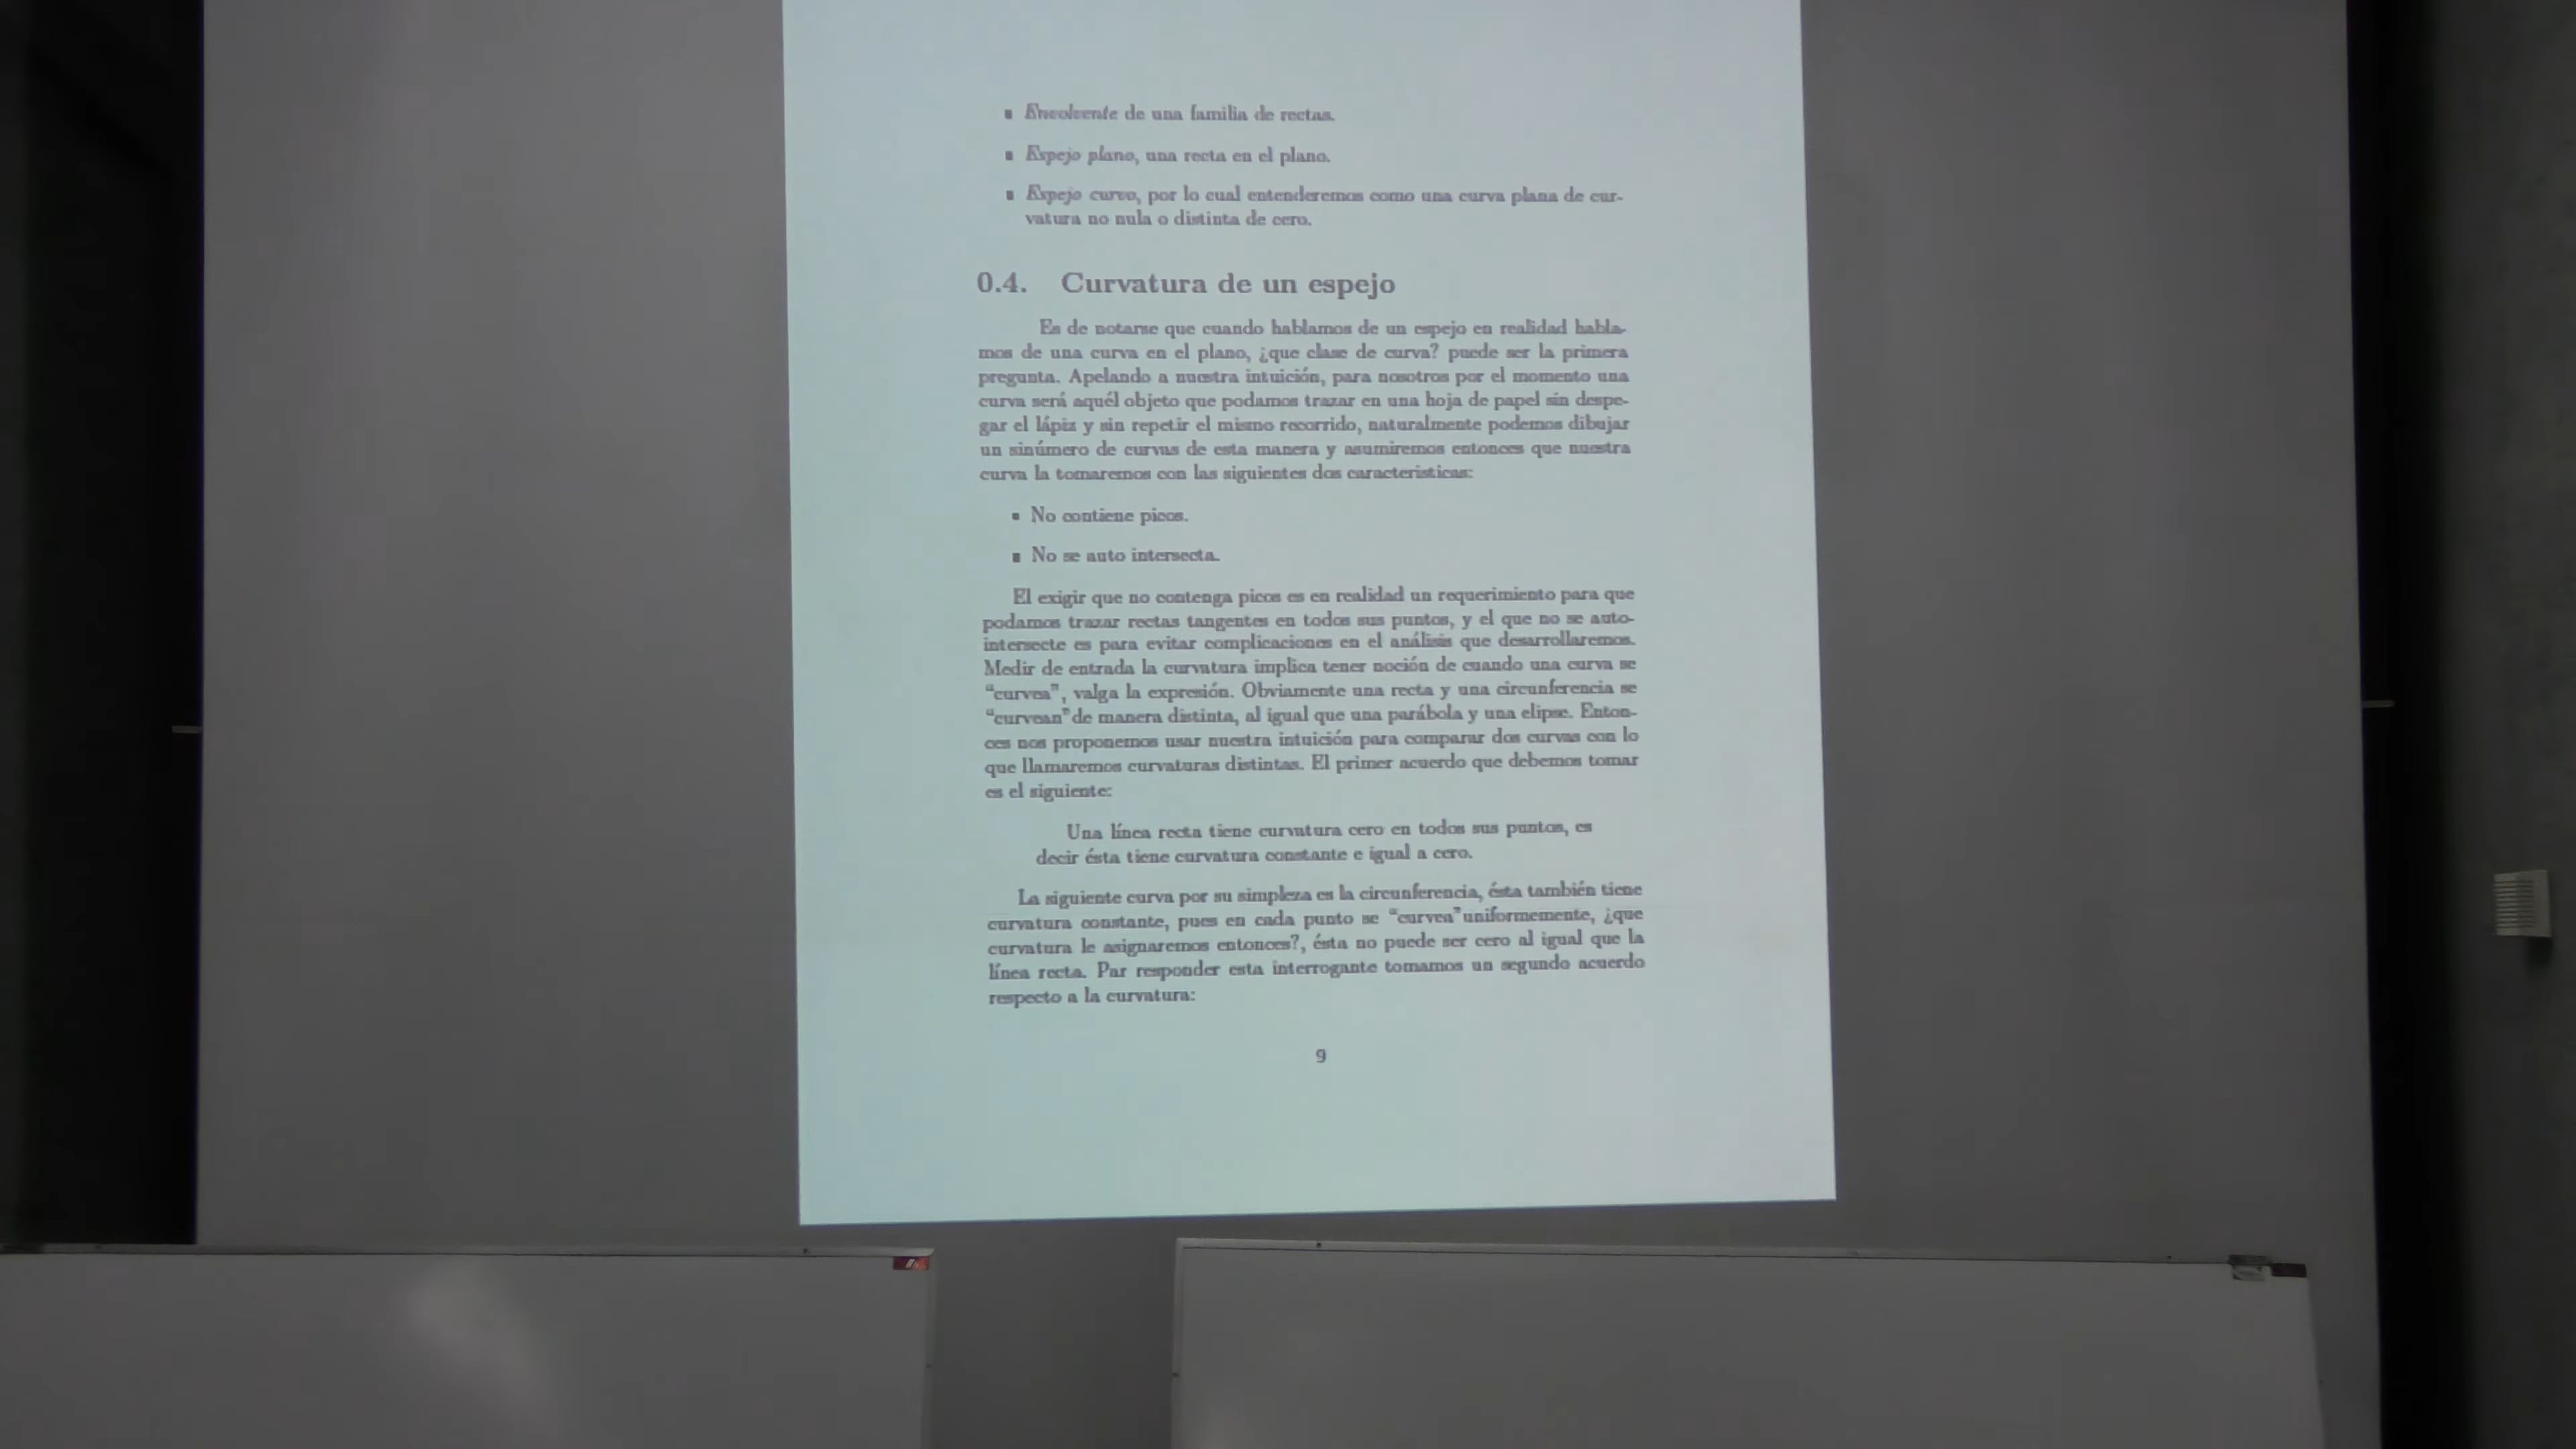 ▪ Envolvente de una familia de rectas.
▪ Espejo plano, una recta en el plano.
▪ Espejo curvo, por lo cual entenderemos como una curva plana de cur-
vatura no nula o distinta de cero.
0.4. Curvatura de un espejo
Es de notarse que cuando hablamos de un espejo en realidad habla-
mos de una curva en el plano, ¿que clase de curva? puede ser la primera
pregunta. Apelando a nuestra intuición, para nosotros por el momento una
curva será aquél objeto que podamos trazar en una hoja de papel sin despe-
gar el lápiz y sin repetir el mismo recorrido, naturalmente podemos dibujar
un sinúmero de curvas de esta manera y asumiremos entonces que nuestra
curva la tomaremos con las siguientes dos caracteristicas:
▪ No contiene picos.
▪ No se auto intersecta.
El exigir que no contenga picos es en realidad un requerimiento para que
podamos trazar rectas tangentes en todos sus puntos, y el que no se auto-
intersecte es para evitar complicaciones en el análisis que desarrollaremos.
Medir de entrada la curvatura implica tener noción de cuando una curva se
“curvea”, valga la expresión. Obviamente una recta y una circunferencia se
“curvean”de manera distinta, al igual que una parábola y una elipse. Enton-
ces nos proponemos usar nuestra intuición para comparar dos curvas con lo
que llamaremos curvaturas distintas. El primer acuerdo que debemos tomar
es el siguiente:
Una línea recta tiene curvatura cero en todos sus puntos, es
decir ésta tiene curvatura constante e igual a cero.
La siguiente curva por su simpleza es la circunferencia, ésta también tiene
curvatura constante, pues en cada punto se “curvea”uniformemente, ¿que
curvatura le asignaremos entonces?, ésta no puede ser cero al igual que la
línea recta. Par responder esta interrogante tomamos un segundo acuerdo
respecto a la curvatura:
9